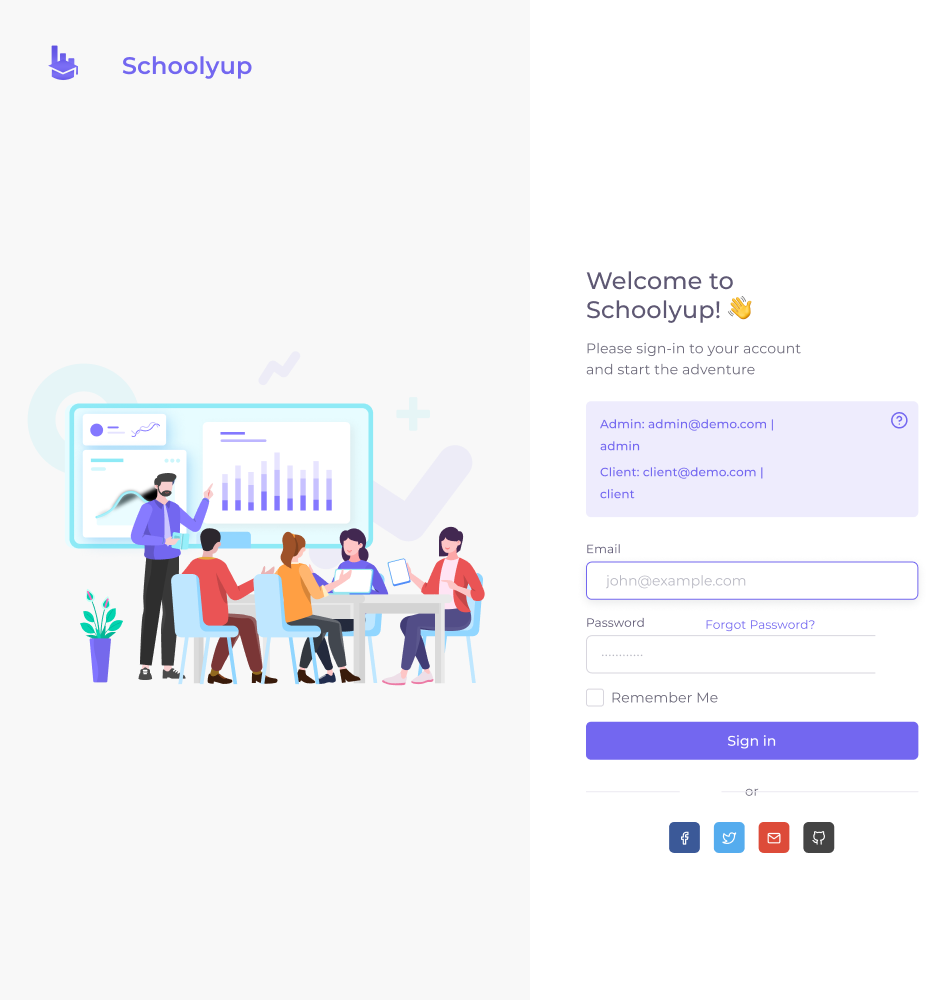 Schoolyup
Welcome to
Schoolyup! 👋
Please sign-in to your account
and start the adventure
Admin: admin@demo.com |
admin
Client: client@demo.com |
client
Email
john@example.com
Password Forgot Password?
............
Remember Me
Sign in
or